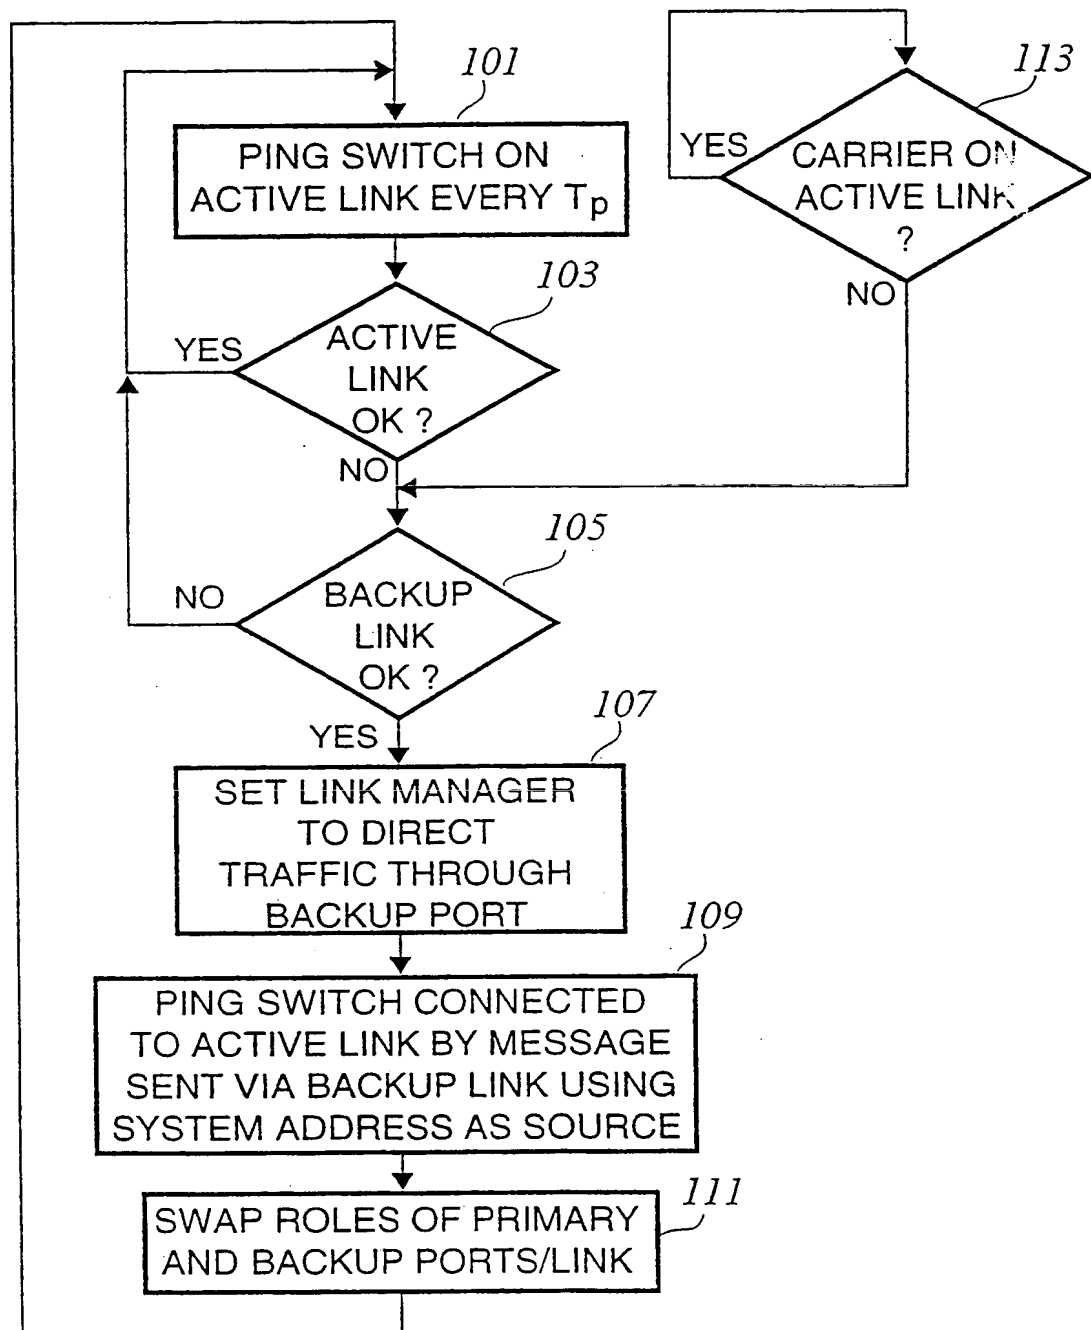 101
PING SWITCH ON
ACTIVE LINK EVERY Tp
113
YES
CARRIER ON
ACTIVE LINK
?
NO
103
YES
ACTIVE
LINK
OK ?
NO
105
NO
BACKUP
LINK
OK ?
YES
107
SET LINK MANAGER
TO DIRECT
TRAFFIC THROUGH
BACKUP PORT
109
PING SWITCH CONNECTED
TO ACTIVE LINK BY MESSAGE
SENT VIA BACKUP LINK USING
SYSTEM ADDRESS AS SOURCE
111
SWAP ROLES OF PRIMARY
AND BACKUP PORTS/LINK